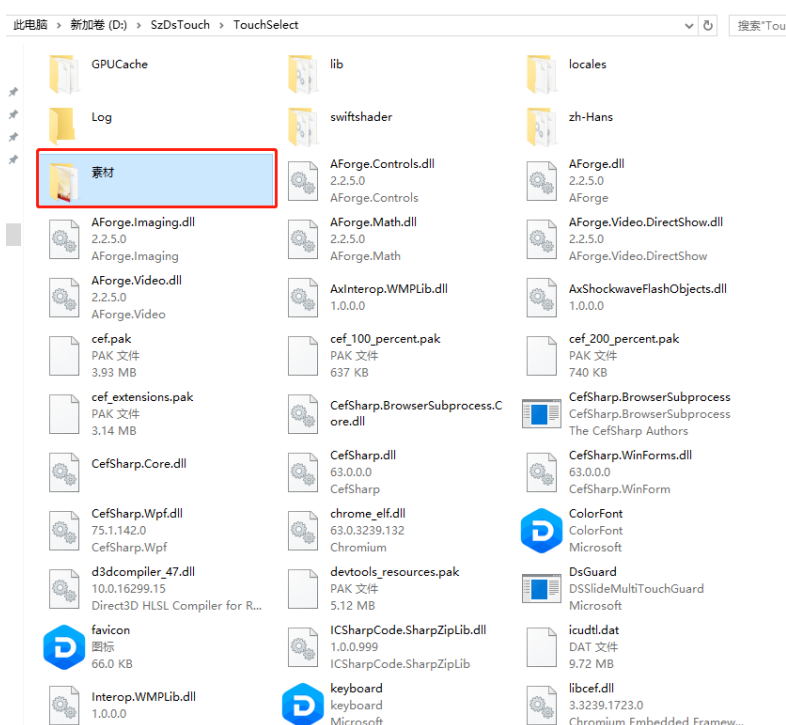 此电脑 › 新加卷 (D:) › SzDsTouch › TouchSelect
搜索"Tou
GPUCache
lib
locales
Log
swiftshader
zh-Hans
素材
AForge.Controls.dll
2.2.5.0
AForge.Controls
AForge.dll
2.2.5.0
AForge
AForge.Imaging.dll
2.2.5.0
AForge.Imaging
AForge.Math.dll
2.2.5.0
AForge.Math
AForge.Video.DirectShow.dll
2.2.5.0
AForge.Video.DirectShow
AForge.Video.dll
2.2.5.0
AForge.Video
AxInterop.WMPLib.dll
1.0.0.0
AxShockwaveFlashObjects.dll
1.0.0.0
cef.pak
PAK 文件
3.93 MB
cef_100_percent.pak
PAK 文件
637 KB
cef_200_percent.pak
PAK 文件
740 KB
cef_extensions.pak
PAK 文件
3.14 MB
CefSharp.BrowserSubprocess.C
ore.dll
CefSharp.BrowserSubprocess
CefSharp.BrowserSubprocess
The CefSharp Authors
CefSharp.Core.dll
CefSharp.dll
63.0.0.0
CefSharp
CefSharp.WinForms.dll
63.0.0.0
CefSharp.WinForm
CefSharp.Wpf.dll
75.1.142.0
CefSharp.Wpf
chrome_elf.dll
63.0.3239.132
Chromium
ColorFont
ColorFont
Microsoft
d3dcompiler_47.dll
10.0.16299.15
Direct3D HLSL Compiler for R...
devtools_resources.pak
PAK 文件
5.12 MB
DsGuard
DSSlideMultiTouchGuard
Microsoft
favicon
图标
66.0 KB
ICSharpCode.SharpZipLib.dll
1.0.0.999
ICSharpCode.SharpZipLib
icudtl.dat
DAT 文件
9.72 MB
Interop.WMPLib.dll
1.0.0.0
keyboard
keyboard
Microsoft
libcef.dll
3.3239.1723.0
Chromium Embedded Framew...